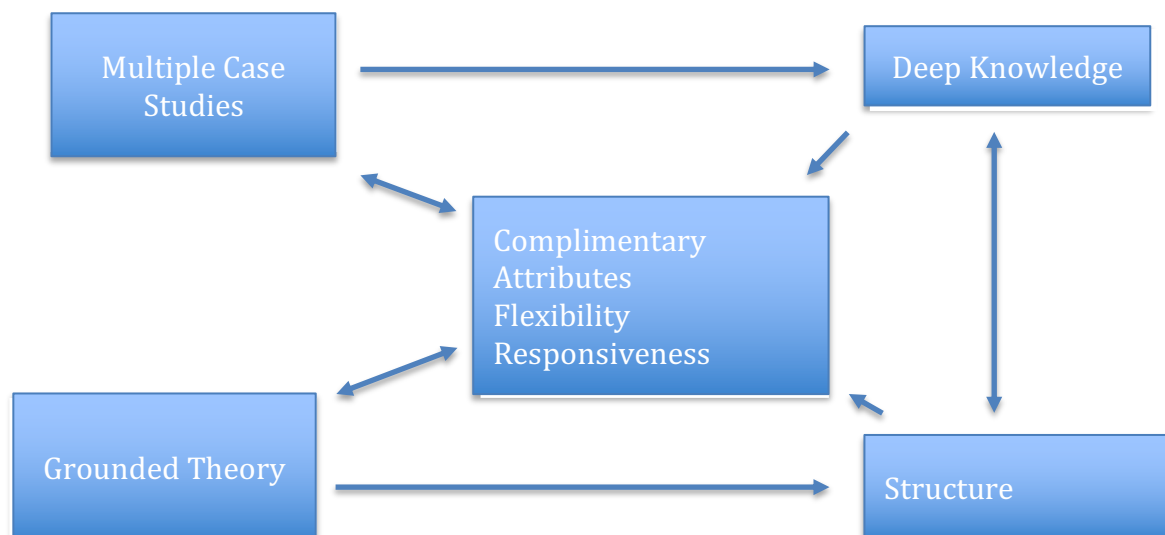 Multiple Case
Studies
Deep Knowledge
Complimentary
Attributes
Flexibility
Responsiveness
Grounded Theory
Structure